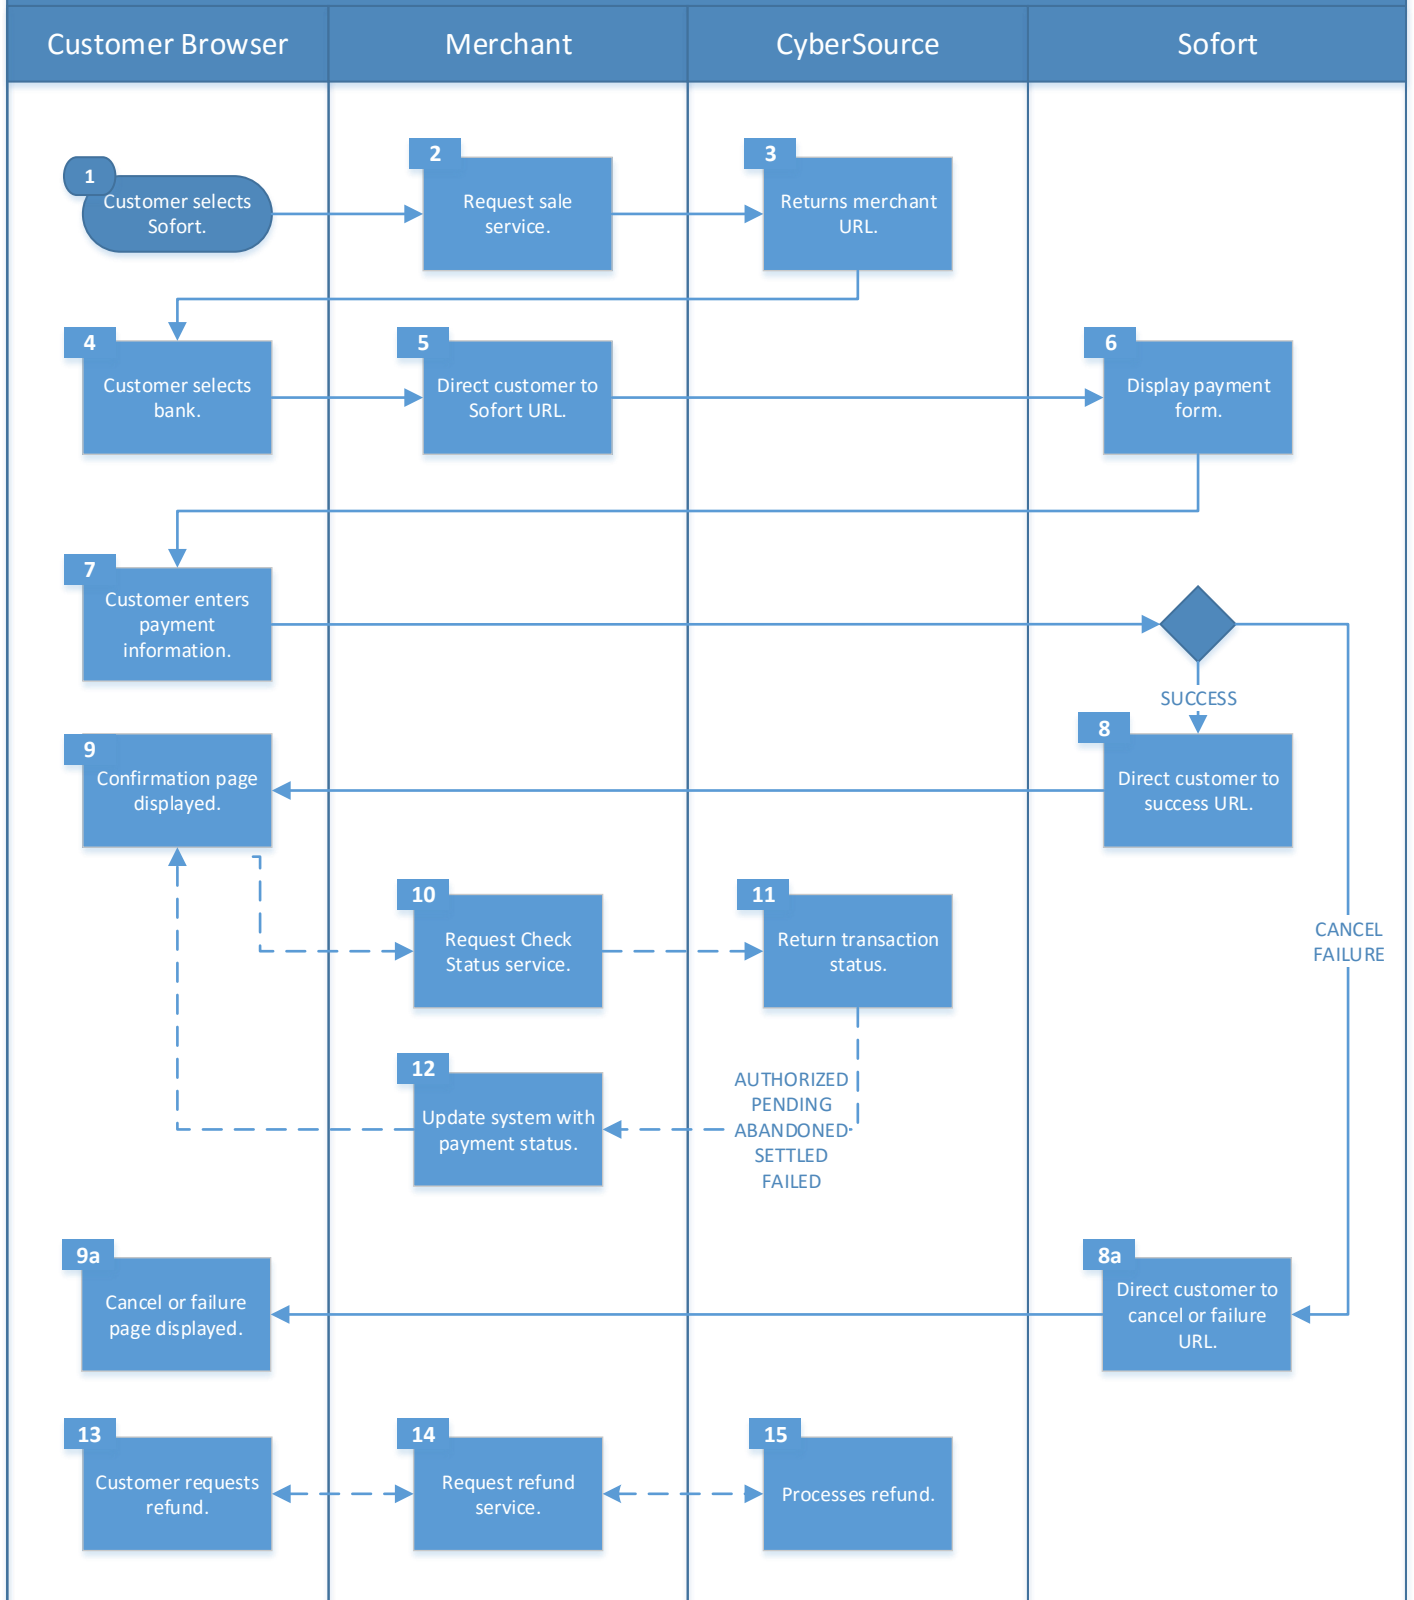 Customer Browser
Merchant
CyberSource
Sofort
1
Customer selects
Sofort.
2
Request sale
service.
3
Returns merchant
URL.
4
Customer selects
bank.
5
Direct customer to
Sofort URL.
6
Display payment
form.
7
Customer enters
payment
information.
SUCCESS
8
Direct customer to
success URL.
9
Confirmation page
displayed.
CANCEL
FAILURE
10
Request Check
Status service.
11
Return transaction
status.
AUTHORIZED
PENDING
ABANDONED
SETTLED
FAILED
12
Update system with
payment status.
9a
Cancel or failure
page displayed.
8a
Direct customer to
cancel or failure
URL.
13
Customer requests
refund.
14
Request refund
service.
15
Processes refund.